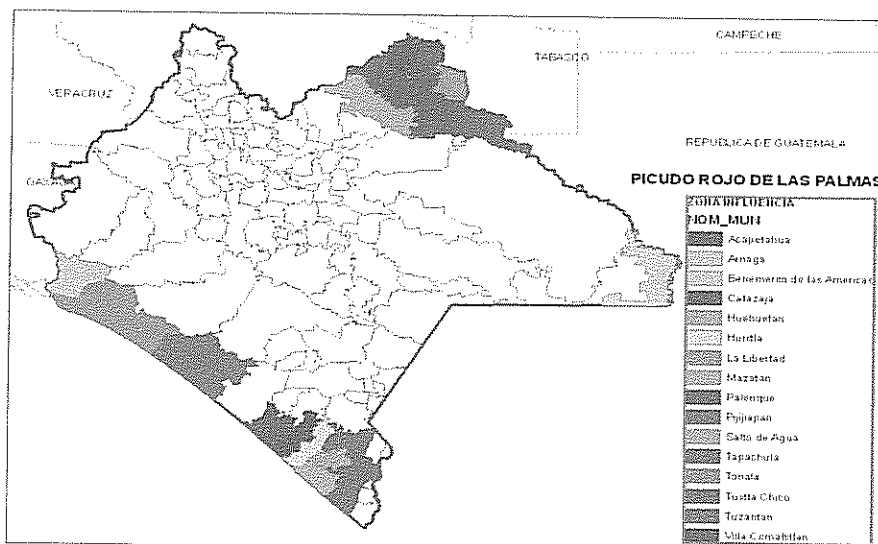 CAMPECHE
TABASCO
VERACRUZ
REPUBLICA DE GUATEMALA
OAXACA
PICUDO ROJO DE LAS PALMAS
ZONA INFLUENCIA
NOM_MUN
Acapetahua
Arriaga
Benemerito de las Americas
Catazaja
Huehuetan
Huixtla
La Libertad
Mazatan
Palenque
Pijijiapan
Salto de Agua
Tapachula
Tonala
Tuxtla Chico
Tuzantan
Villa Comaltitlan